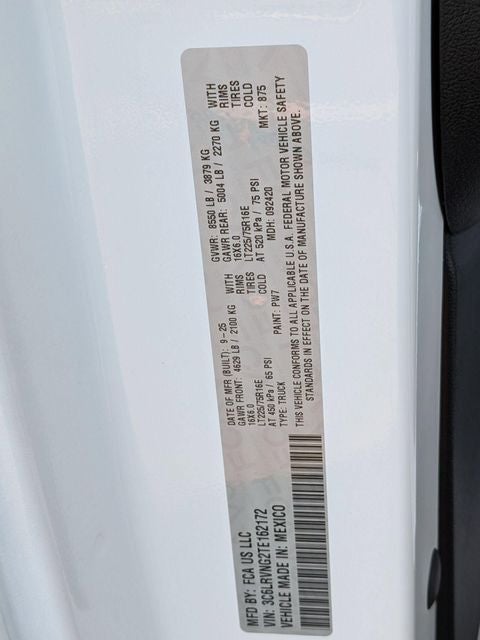 MFD BY: FCA US LLC
VIN: 3C6LRVNG2TE162172
VEHICLE MADE IN: MEXICO
DATE OF MFR (BUILT): 9-25
GAWR FRONT: 4629 LB / 2100 KG WITH
16X6.0 RIMS
LT225/75R16E TIRES
AT 450 kPa / 65 PSI COLD
TYPE: TRUCK PAINT: PW7
GVWR: 8550 LB / 3879 KG
GAWR REAR: 5004 LB / 2270 KG WITH
16X6.0 RIMS
LT225/75R16E TIRES
AT 520 kPa / 75 PSI COLD
MDH: 092420 MKT: 875
THIS VEHICLE CONFORMS TO ALL APPLICABLE U.S.A. FEDERAL MOTOR VEHICLE SAFETY
STANDARDS IN EFFECT ON THE DATE OF MANUFACTURE SHOWN ABOVE.